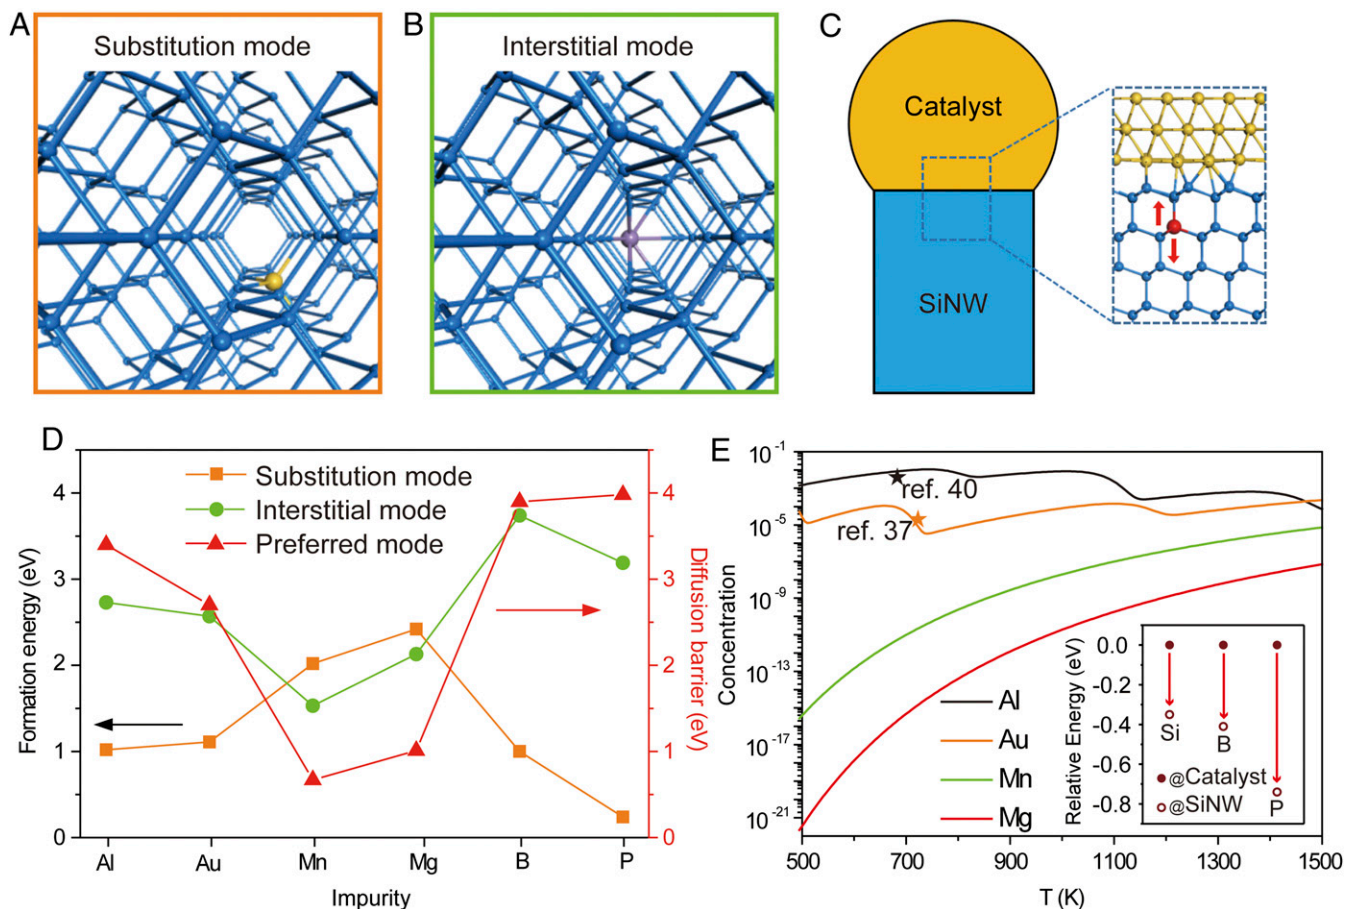 A
Substitution mode
B
Interstitial mode
C
Catalyst
SiNW
D
Substitution mode
Interstitial mode
Preferred mode
Formation energy (eV)
4
3
2
1
0
Al
Au
Mn
Mg
B
P
Impurity
4
3
2
1
0
Diffusion barrier
(eV)
E
Concentration
10-1
10-5
10-9
10-13
10-17
10-21
ref. 40
ref. 37
Al
Au
Mn
Mg
500
700
900
1100
1300
1500
T (K)
Relative Energy (eV)
0.0
-0.2
-0.4
-0.6
-0.8
Si
B
P
@Catalyst
@SiNW